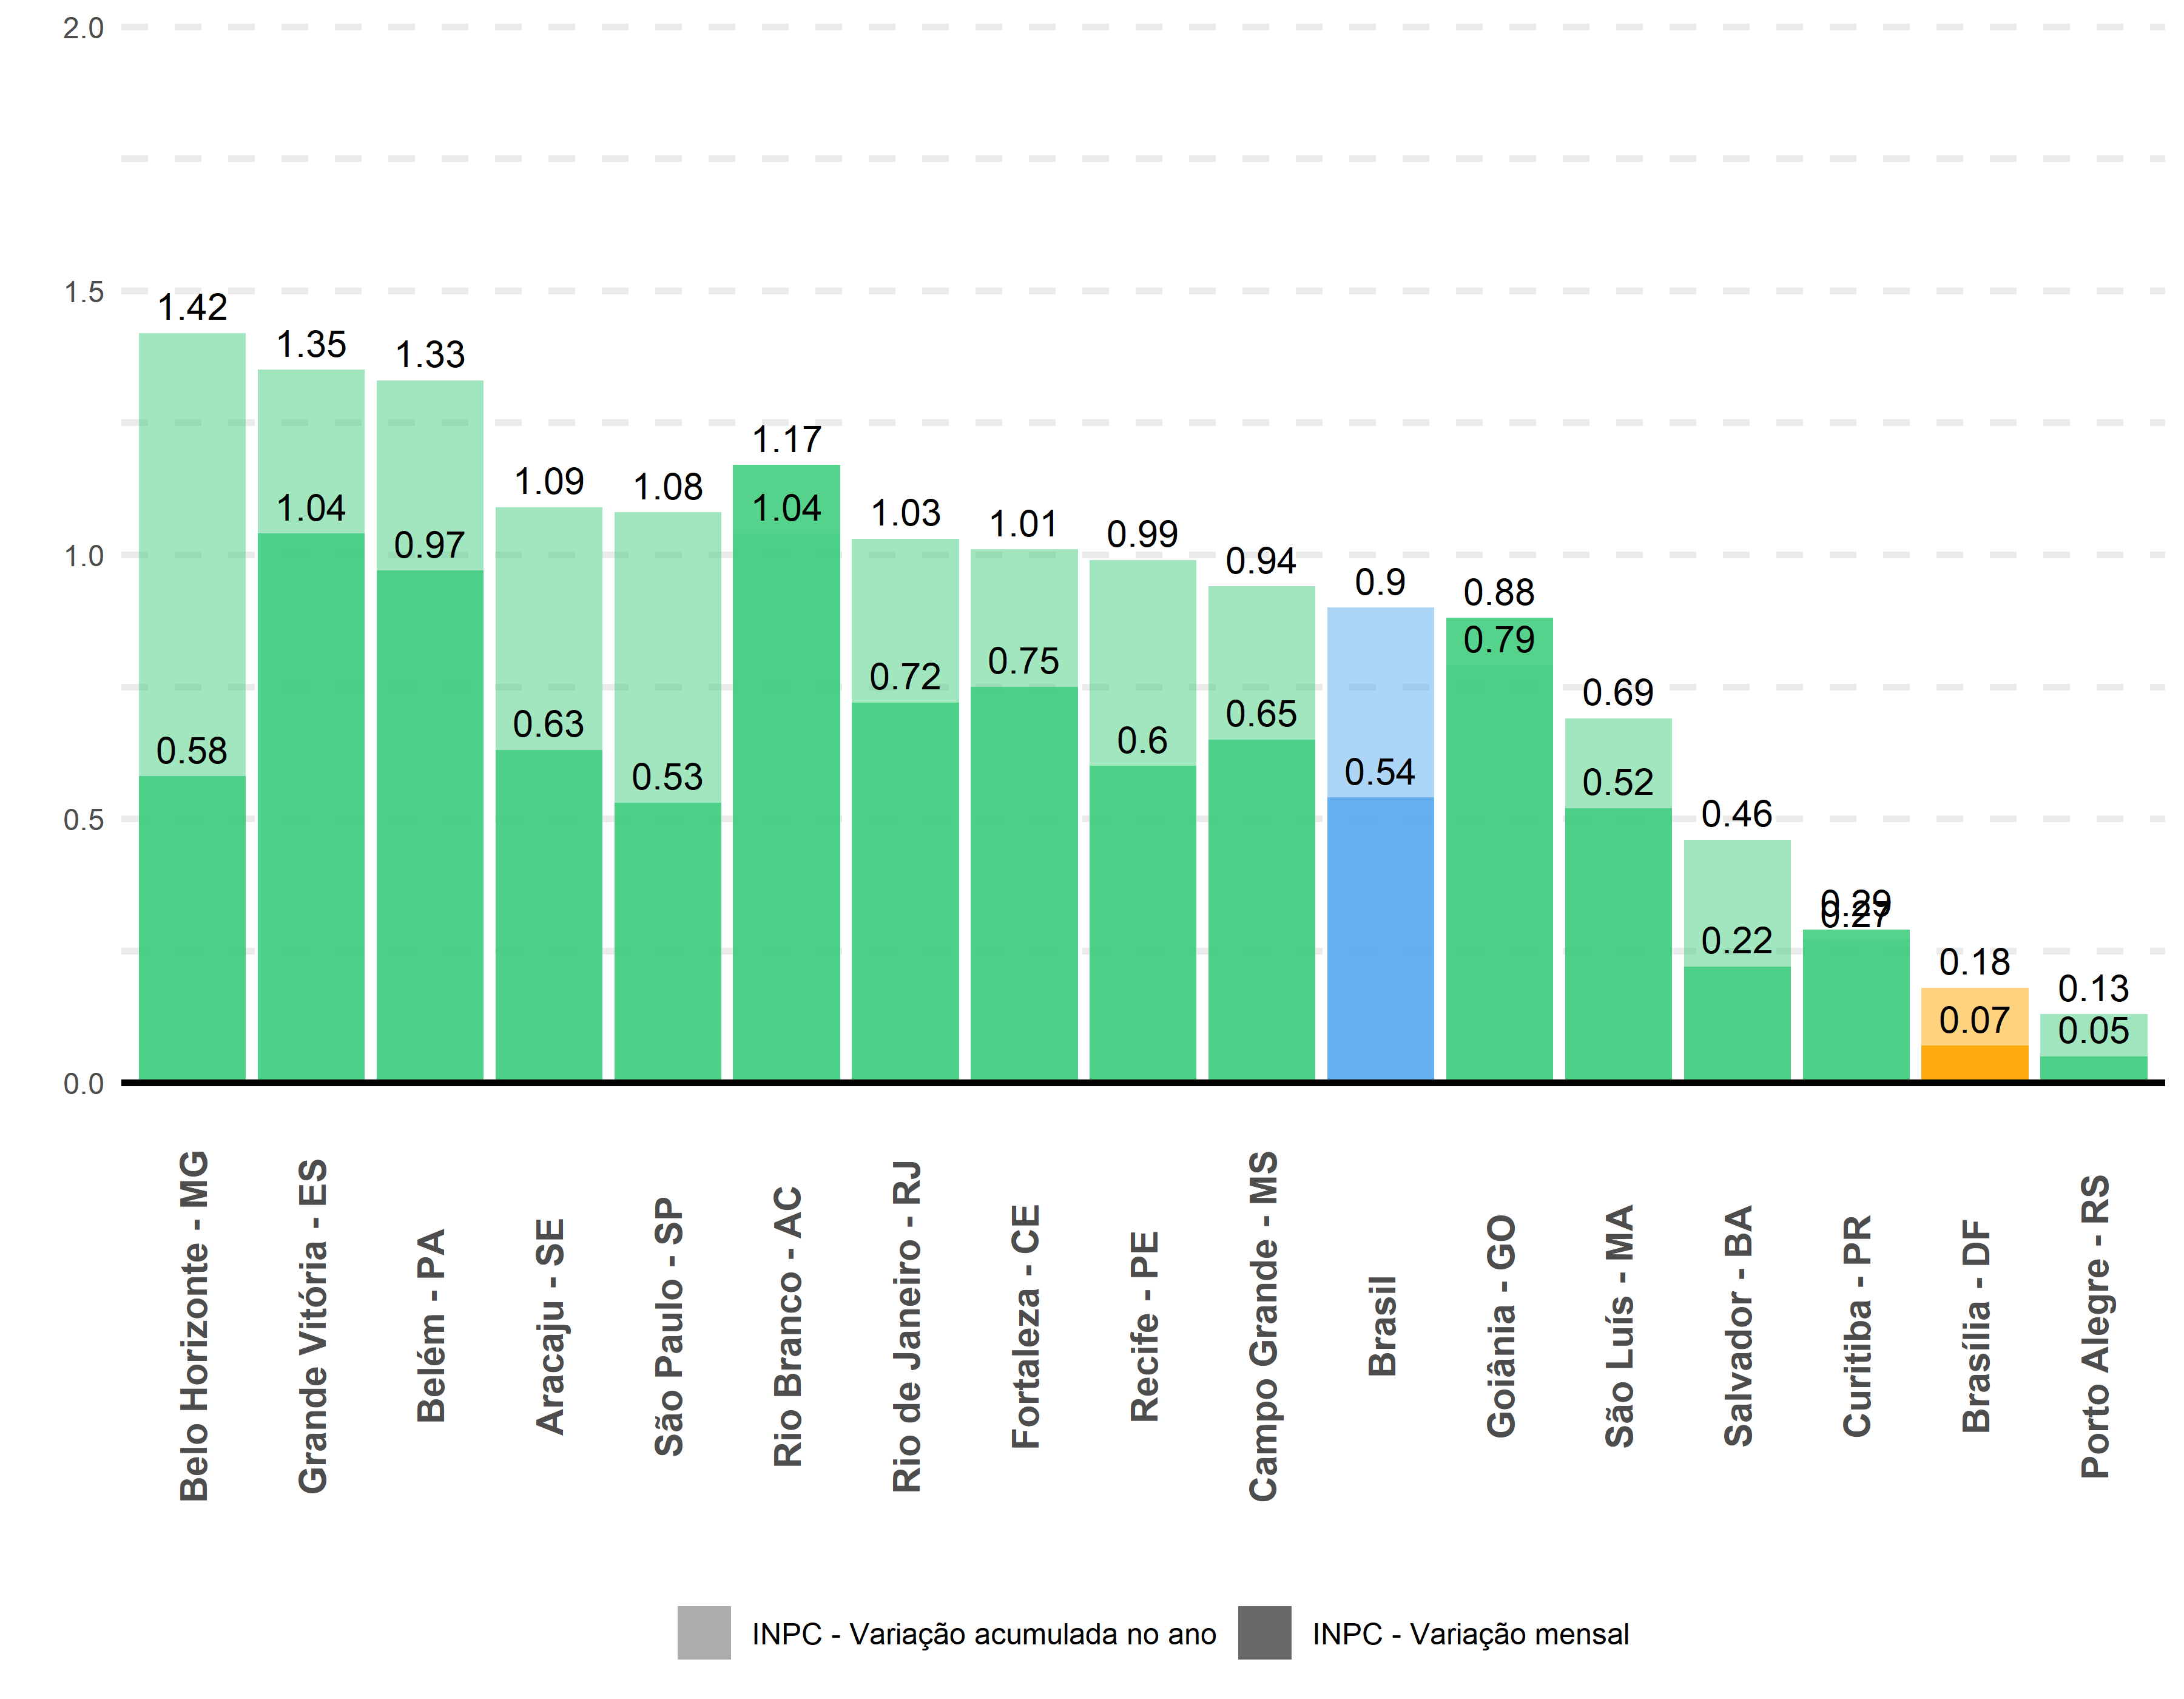 2.0
1.5
1.0
0.5
0.0
1.42
0.58
1.35
1.04
1.33
0.97
1.09
0.63
1.08
0.53
1.17
1.04
1.03
0.72
1.01
0.75
0.99
0.6
0.94
0.65
0.9
0.54
0.88
0.79
0.69
0.52
0.46
0.22
0.29
0.27
0.18
0.07
0.13
0.05
Belo Horizonte - MG
Grande Vitória - ES
Belém - PA
Aracaju - SE
São Paulo - SP
Rio Branco - AC
Rio de Janeiro - RJ
Fortaleza - CE
Recife - PE
Campo Grande - MS
Brasil
Goiânia - GO
São Luís - MA
Salvador - BA
Curitiba - PR
Brasília - DF
Porto Alegre - RS
INPC - Variação acumulada no ano
INPC - Variação mensal